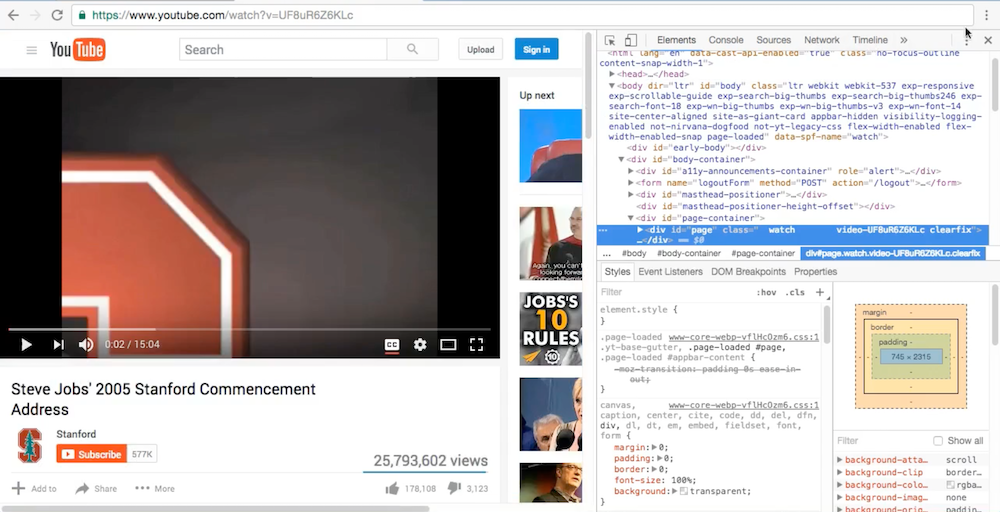 https://www.youtube.com/watch?v=UF8uR6Z6KLc
YouTube
Search
Upload
Sign in
0:02 / 15:04
CC
Steve Jobs' 2005 Stanford Commencement
Address
Stanford
Subscribe 577K
25,793,602 views
Add to Share More
178,108 3,123
Up next
Again, you can't
looking forward
JOBS'S
10
RULES
10
Elements Console Sources Network Timeline »
<html lang="en" data-cast-api-enabled="true" class="no-focus-outline
content-snap-width-1">
<head>…</head>
<body dir="ltr" id="body" class="ltr webkit webkit-537 exp-responsive
exp-scrollable-guide exp-search-big-thumbs exp-search-big-thumbs246 exp-
search-font-18 exp-wn-big-thumbs exp-wn-big-thumbs-v3 exp-wn-font-14
site-center-aligned site-as-giant-card appbar-hidden visibility-logging-
enabled not-nirvana-dogfood not-yt-legacy-css flex-width-enabled flex-
width-enabled-snap page-loaded" data-spf-name="watch">
<div id="early-body"></div>
<div id="body-container">
<div id="a11y-announcements-container" role="alert">…</div>
<form name="logoutForm" method="POST" action="/logout">…</form>
<div id="masthead-positioner">…</div>
<div id="masthead-positioner-height-offset"></div>
<div id="page-container">
… <div id="page" class=" watch video-UF8uR6Z6KLc clearfix">
…</div> == $0
… #body #body-container #page-container div#page.watch.video-UF8uR6Z6KLc.clearfix
Styles Event Listeners DOM Breakpoints Properties
Filter :hov .cls +
element.style {
}
.page-loaded www-core-webp-vflHcOzm6.css:1
.yt-base-gutter, .page-loaded #page,
.page-loaded #appbar-content {
-moz-transition: padding 0s ease-in-
out;
}
canvas, www-core-webp-vflHcOzm6.css:1
caption, center, cite, code, dd, del, dfn,
div, dl, dt, em, embed, fieldset, font,
form {
margin: 0;
padding: 0;
border: 0;
font-size: 100%;
background: transparent;
}
margin -
border -
padding -
745 × 2315
-
Filter Show all
background-atta… scroll
background-clip border…
background-colo… rgba…
background-imag… none
background-orig… paddin…